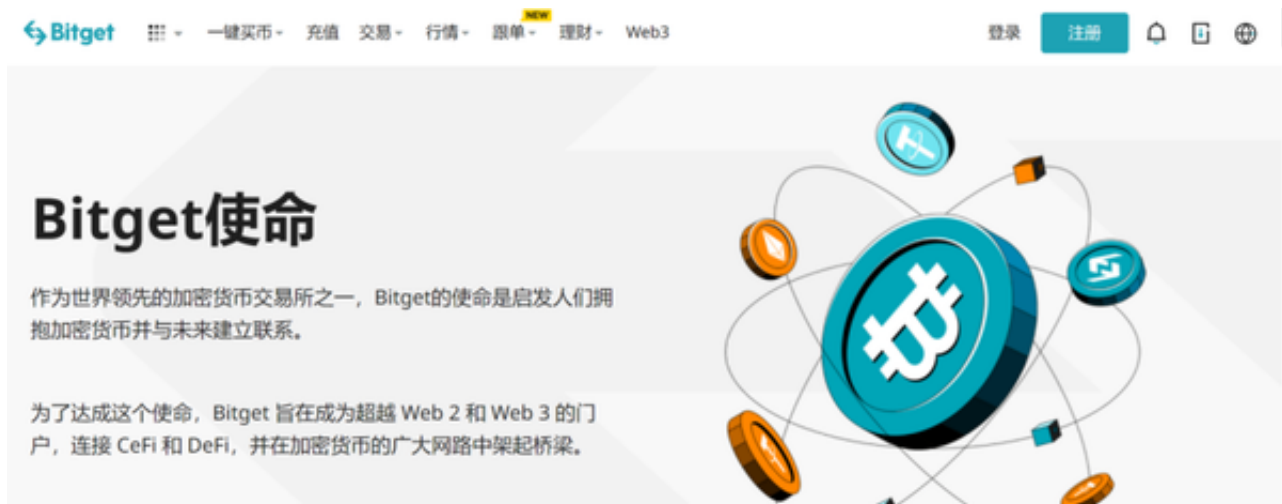 Bitget 一键买币 充值 交易 行情 跟单 NEW 理财 Web3 登录 注册
Bitget使命
作为世界领先的加密货币交易所之一，Bitget的使命是启发人们拥
抱加密货币并与未来建立联系。
为了达成这个使命，Bitget 旨在成为超越 Web 2 和 Web 3 的门
户，连接 CeFi 和 DeFi，并在加密货币的广大网路中架起桥梁。